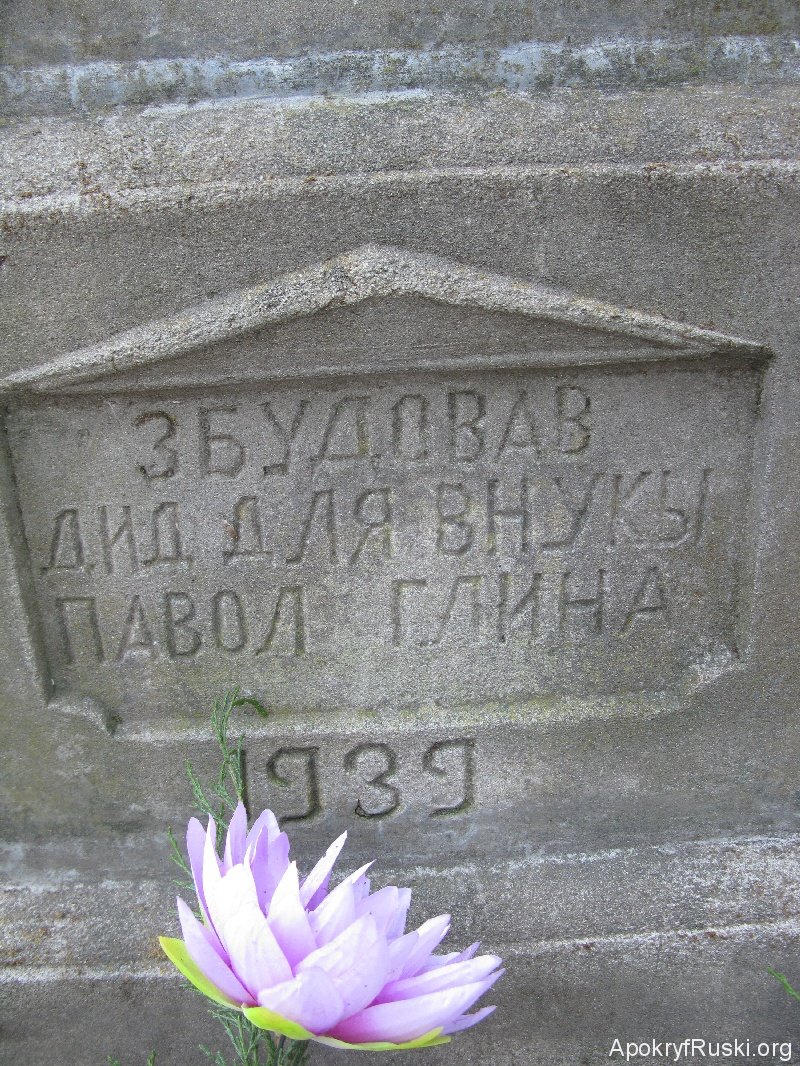 ЗБУДОВАВ
ДИД ДЛЯ ВНУКЫ
ПАВОЛ ГЛИНА
1939
ApokryfRuski.org